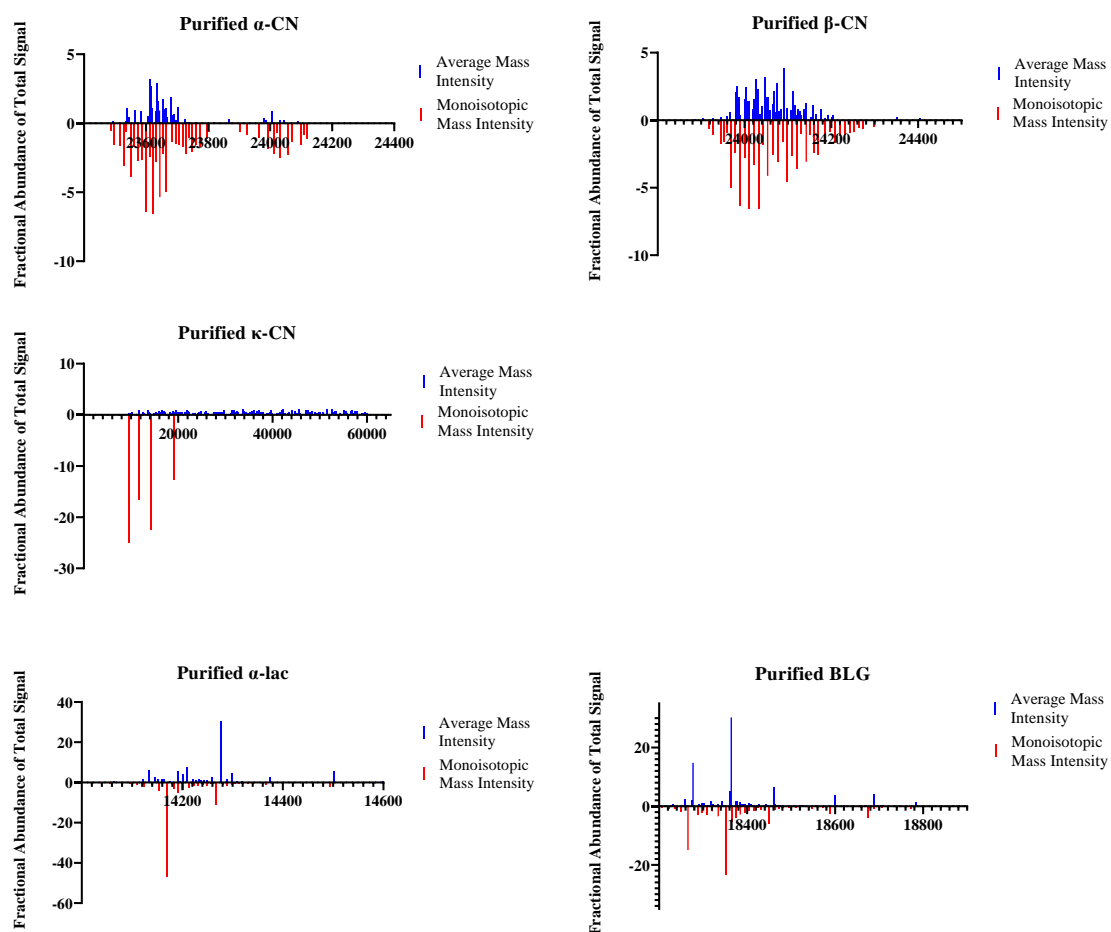 Purified α-CN
Fractional Abundance of Total Signal
5
0
-5
-10
23600
23800
24000
24200
24400
Average Mass
Intensity
Monoisotopic
Mass Intensity
Purified β-CN
Fractional Abundance of Total Signal
5
0
-5
-10
24000
24200
24400
Average Mass
Intensity
Monoisotopic
Mass Intensity
Purified κ-CN
Fractional Abundance of Total Signal
10
0
-10
-20
-30
20000
40000
60000
Average Mass
Intensity
Monoisotopic
Mass Intensity
Purified α-lac
Fractional Abundance of Total Signal
40
20
0
-20
-40
-60
14200
14400
14600
Average Mass
Intensity
Monoisotopic
Mass Intensity
Purified BLG
Fractional Abundance of Total Signal
20
0
-20
18400
18600
18800
Average Mass
Intensity
Monoisotopic
Mass Intensity